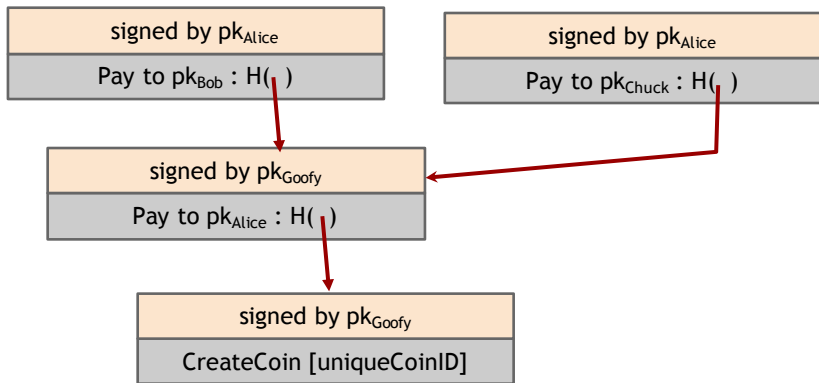 signed by pkAlice
Pay to pkBob : H( )
signed by pkAlice
Pay to pkChuck : H( )
signed by pkGoofy
Pay to pkAlice : H( )
signed by pkGoofy
CreateCoin [uniqueCoinID]